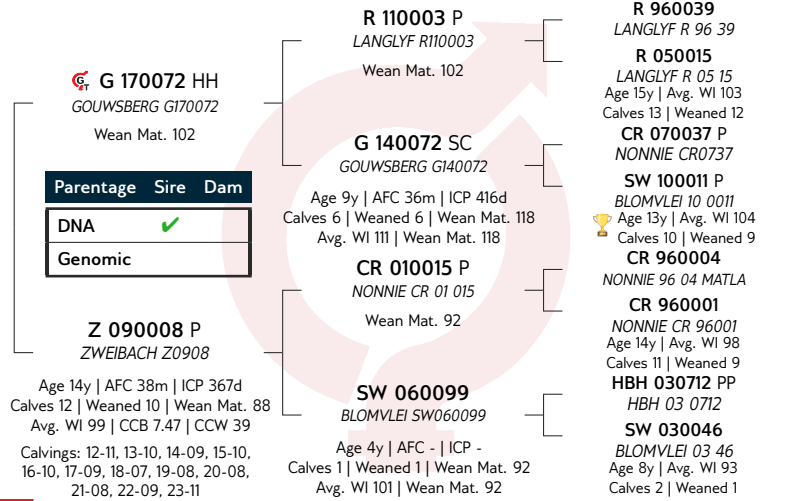 G 170072 HH
GOUWSBERG G170072
Wean Mat. 102
Parentage Sire Dam
DNA ✔
Genomic
Z 090008 P
ZWEIBACH Z0908
Age 14y | AFC 38m | ICP 367d
Calves 12 | Weaned 10 | Wean Mat. 88
Avg. WI 99 | CCB 7.47 | CCW 39
Calvings: 12-11, 13-10, 14-09, 15-10,
16-10, 17-09, 18-07, 19-08, 20-08,
21-08, 22-09, 23-11
R 110003 P
LANGLYF R110003
Wean Mat. 102
G 140072 SC
GOUWSBERG G140072
Age 9y | AFC 36m | ICP 416d
Calves 6 | Weaned 6 | Wean Mat. 118
Avg. WI 111 | Wean Mat. 118
CR 010015 P
NONNIE CR 01 015
Wean Mat. 92
SW 060099
BLOMVLEI SW060099
Age 4y | AFC - | ICP -
Calves 1 | Weaned 1 | Wean Mat. 92
Avg. WI 101 | Wean Mat. 92
R 960039
LANGLYF R 96 39
R 050015
LANGLYF R 05 15
Age 15y | Avg. WI 103
Calves 13 | Weaned 12
CR 070037 P
NONNIE CR0737
SW 100011 P
BLOMVLEI 10 0011
Age 13y | Avg. WI 104
Calves 10 | Weaned 9
CR 960004
NONNIE 96 04 MATLA
CR 960001
NONNIE CR 96001
Age 14y | Avg. WI 98
Calves 11 | Weaned 9
HBH 030712 PP
HBH 03 0712
SW 030046
BLOMVLEI 03 46
Age 8y | Avg. WI 93
Calves 2 | Weaned 1